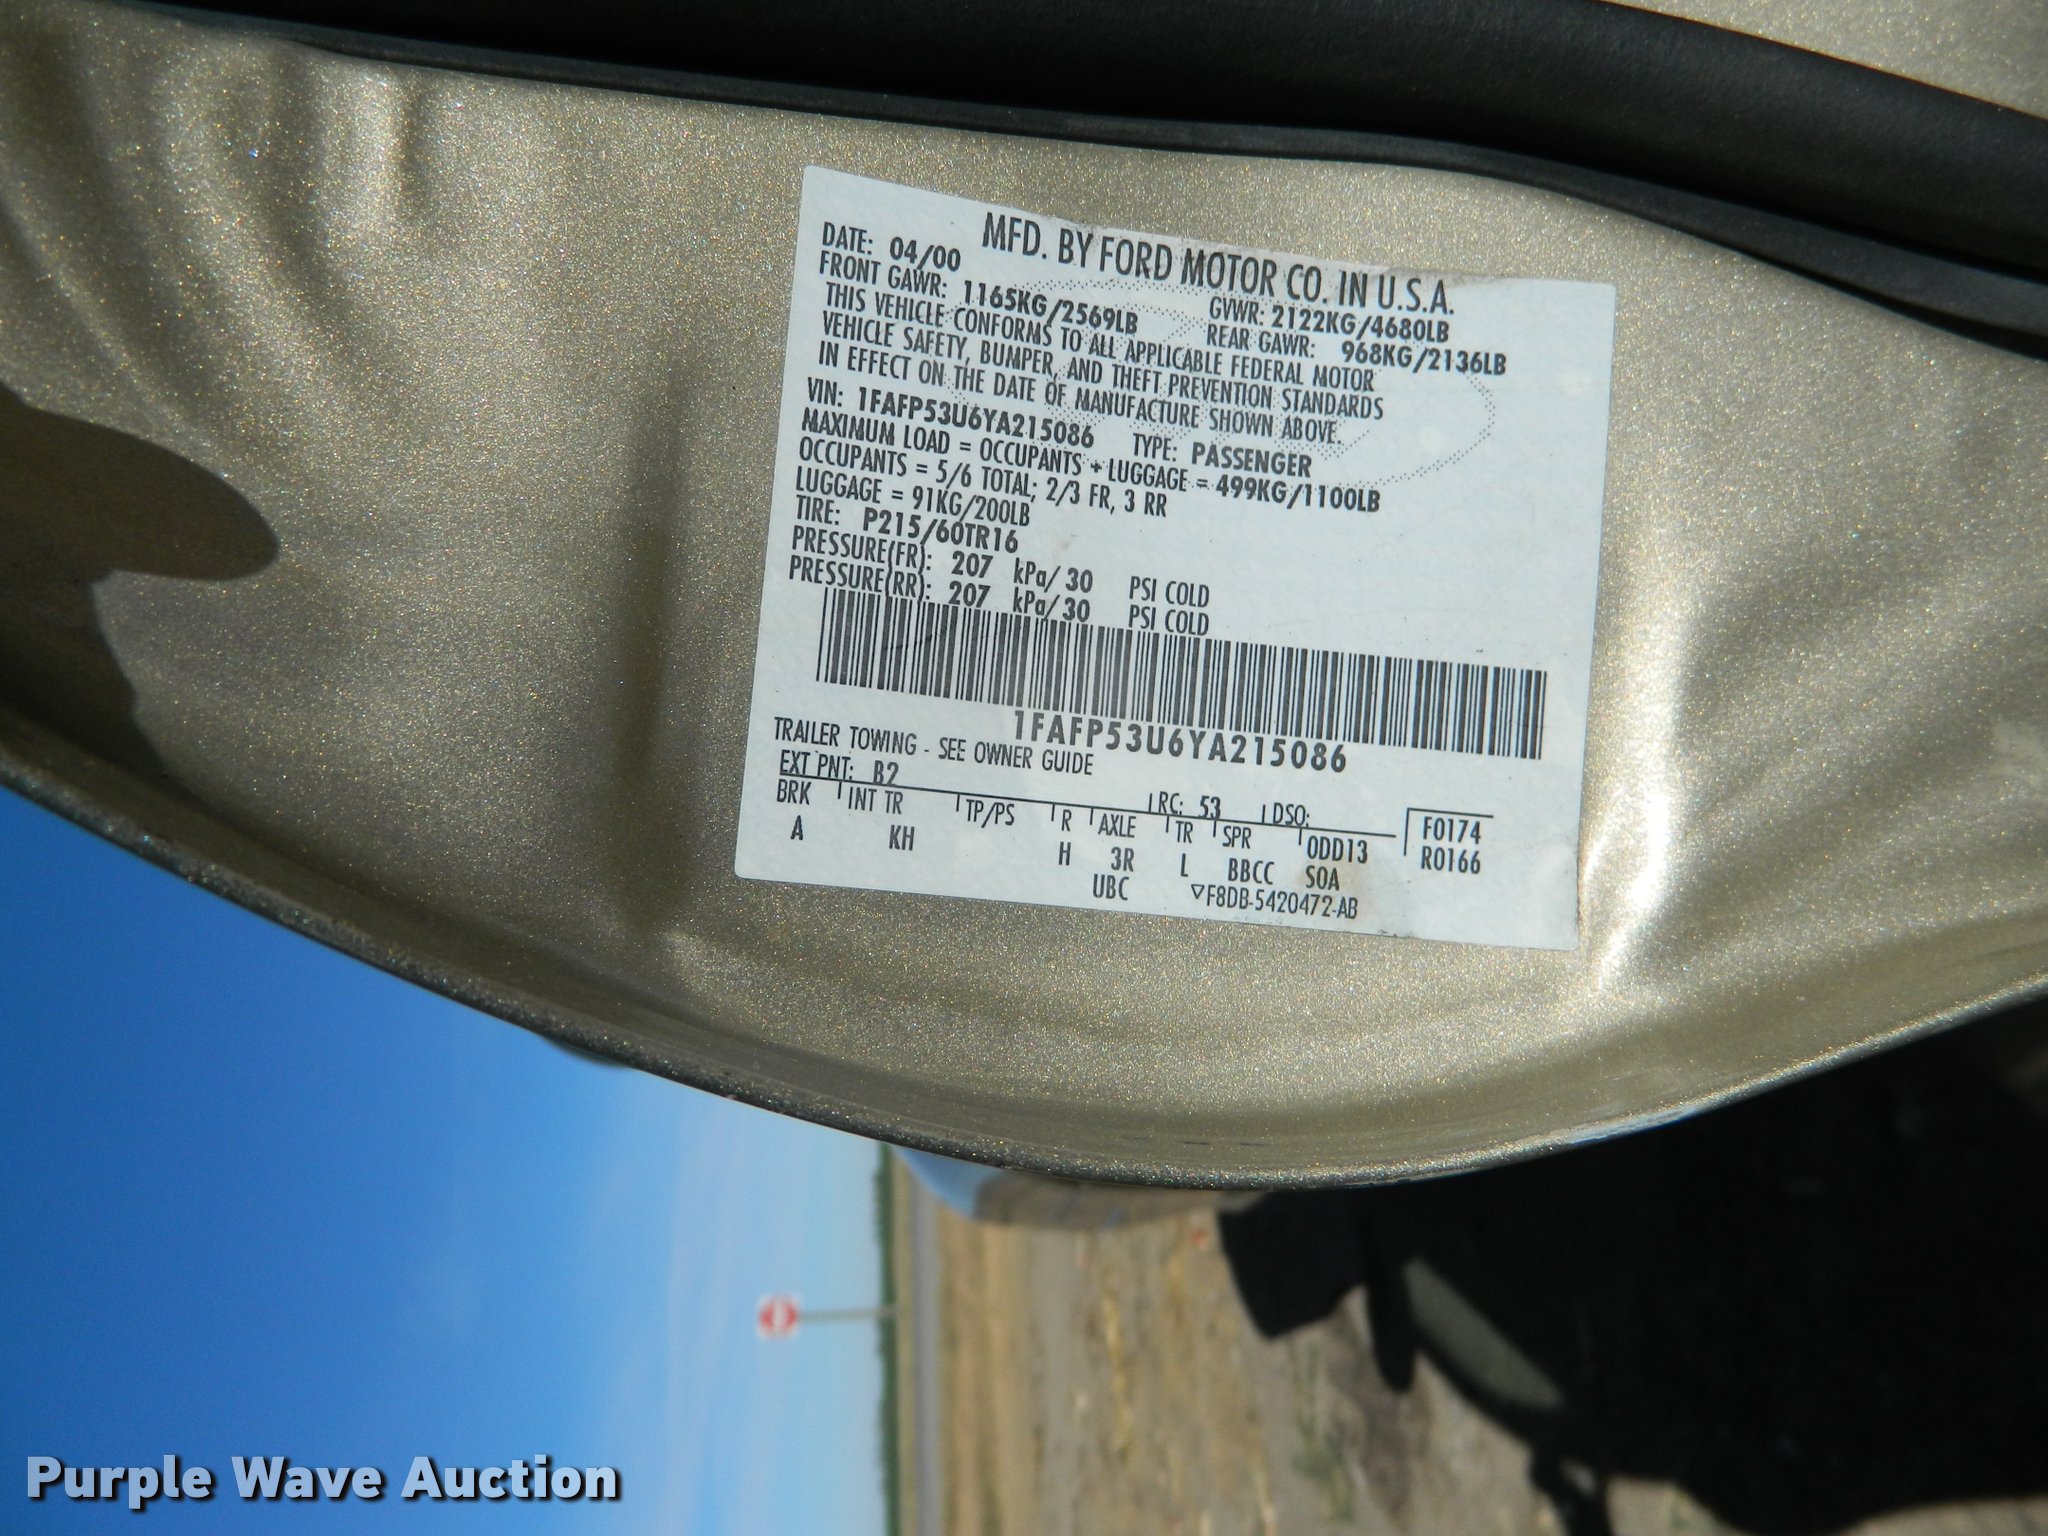 MFD. BY FORD MOTOR CO. IN U.S.A.
DATE: 04/00 GVWR: 2122KG/4680LB
FRONT GAWR: 1165KG/2569LB REAR GAWR: 968KG/2136LB
THIS VEHICLE CONFORMS TO ALL APPLICABLE FEDERAL MOTOR
VEHICLE SAFETY, BUMPER, AND THEFT PREVENTION STANDARDS
IN EFFECT ON THE DATE OF MANUFACTURE SHOWN ABOVE.
VIN: 1FAFP53U6YA215086 TYPE: PASSENGER
MAXIMUM LOAD = OCCUPANTS + LUGGAGE = 499KG/1100LB
OCCUPANTS = 5/6 TOTAL; 2/3 FR, 3 RR
LUGGAGE = 91KG/200LB
TIRE: P215/60TR16
PRESSURE(FR): 207 kPa/ 30 PSI COLD
PRESSURE(RR): 207 kPa/ 30 PSI COLD
1FAFP53U6YA215086
TRAILER TOWING - SEE OWNER GUIDE
EXT PNT: B2 RC: 53 DSO: F0174
BRK INT TR TP/PS R AXLE TR SPR ODD13 R0166
A KH H 3R L BBCC SOA
UBC ▽F8DB-5420472-AB
Purple Wave Auction